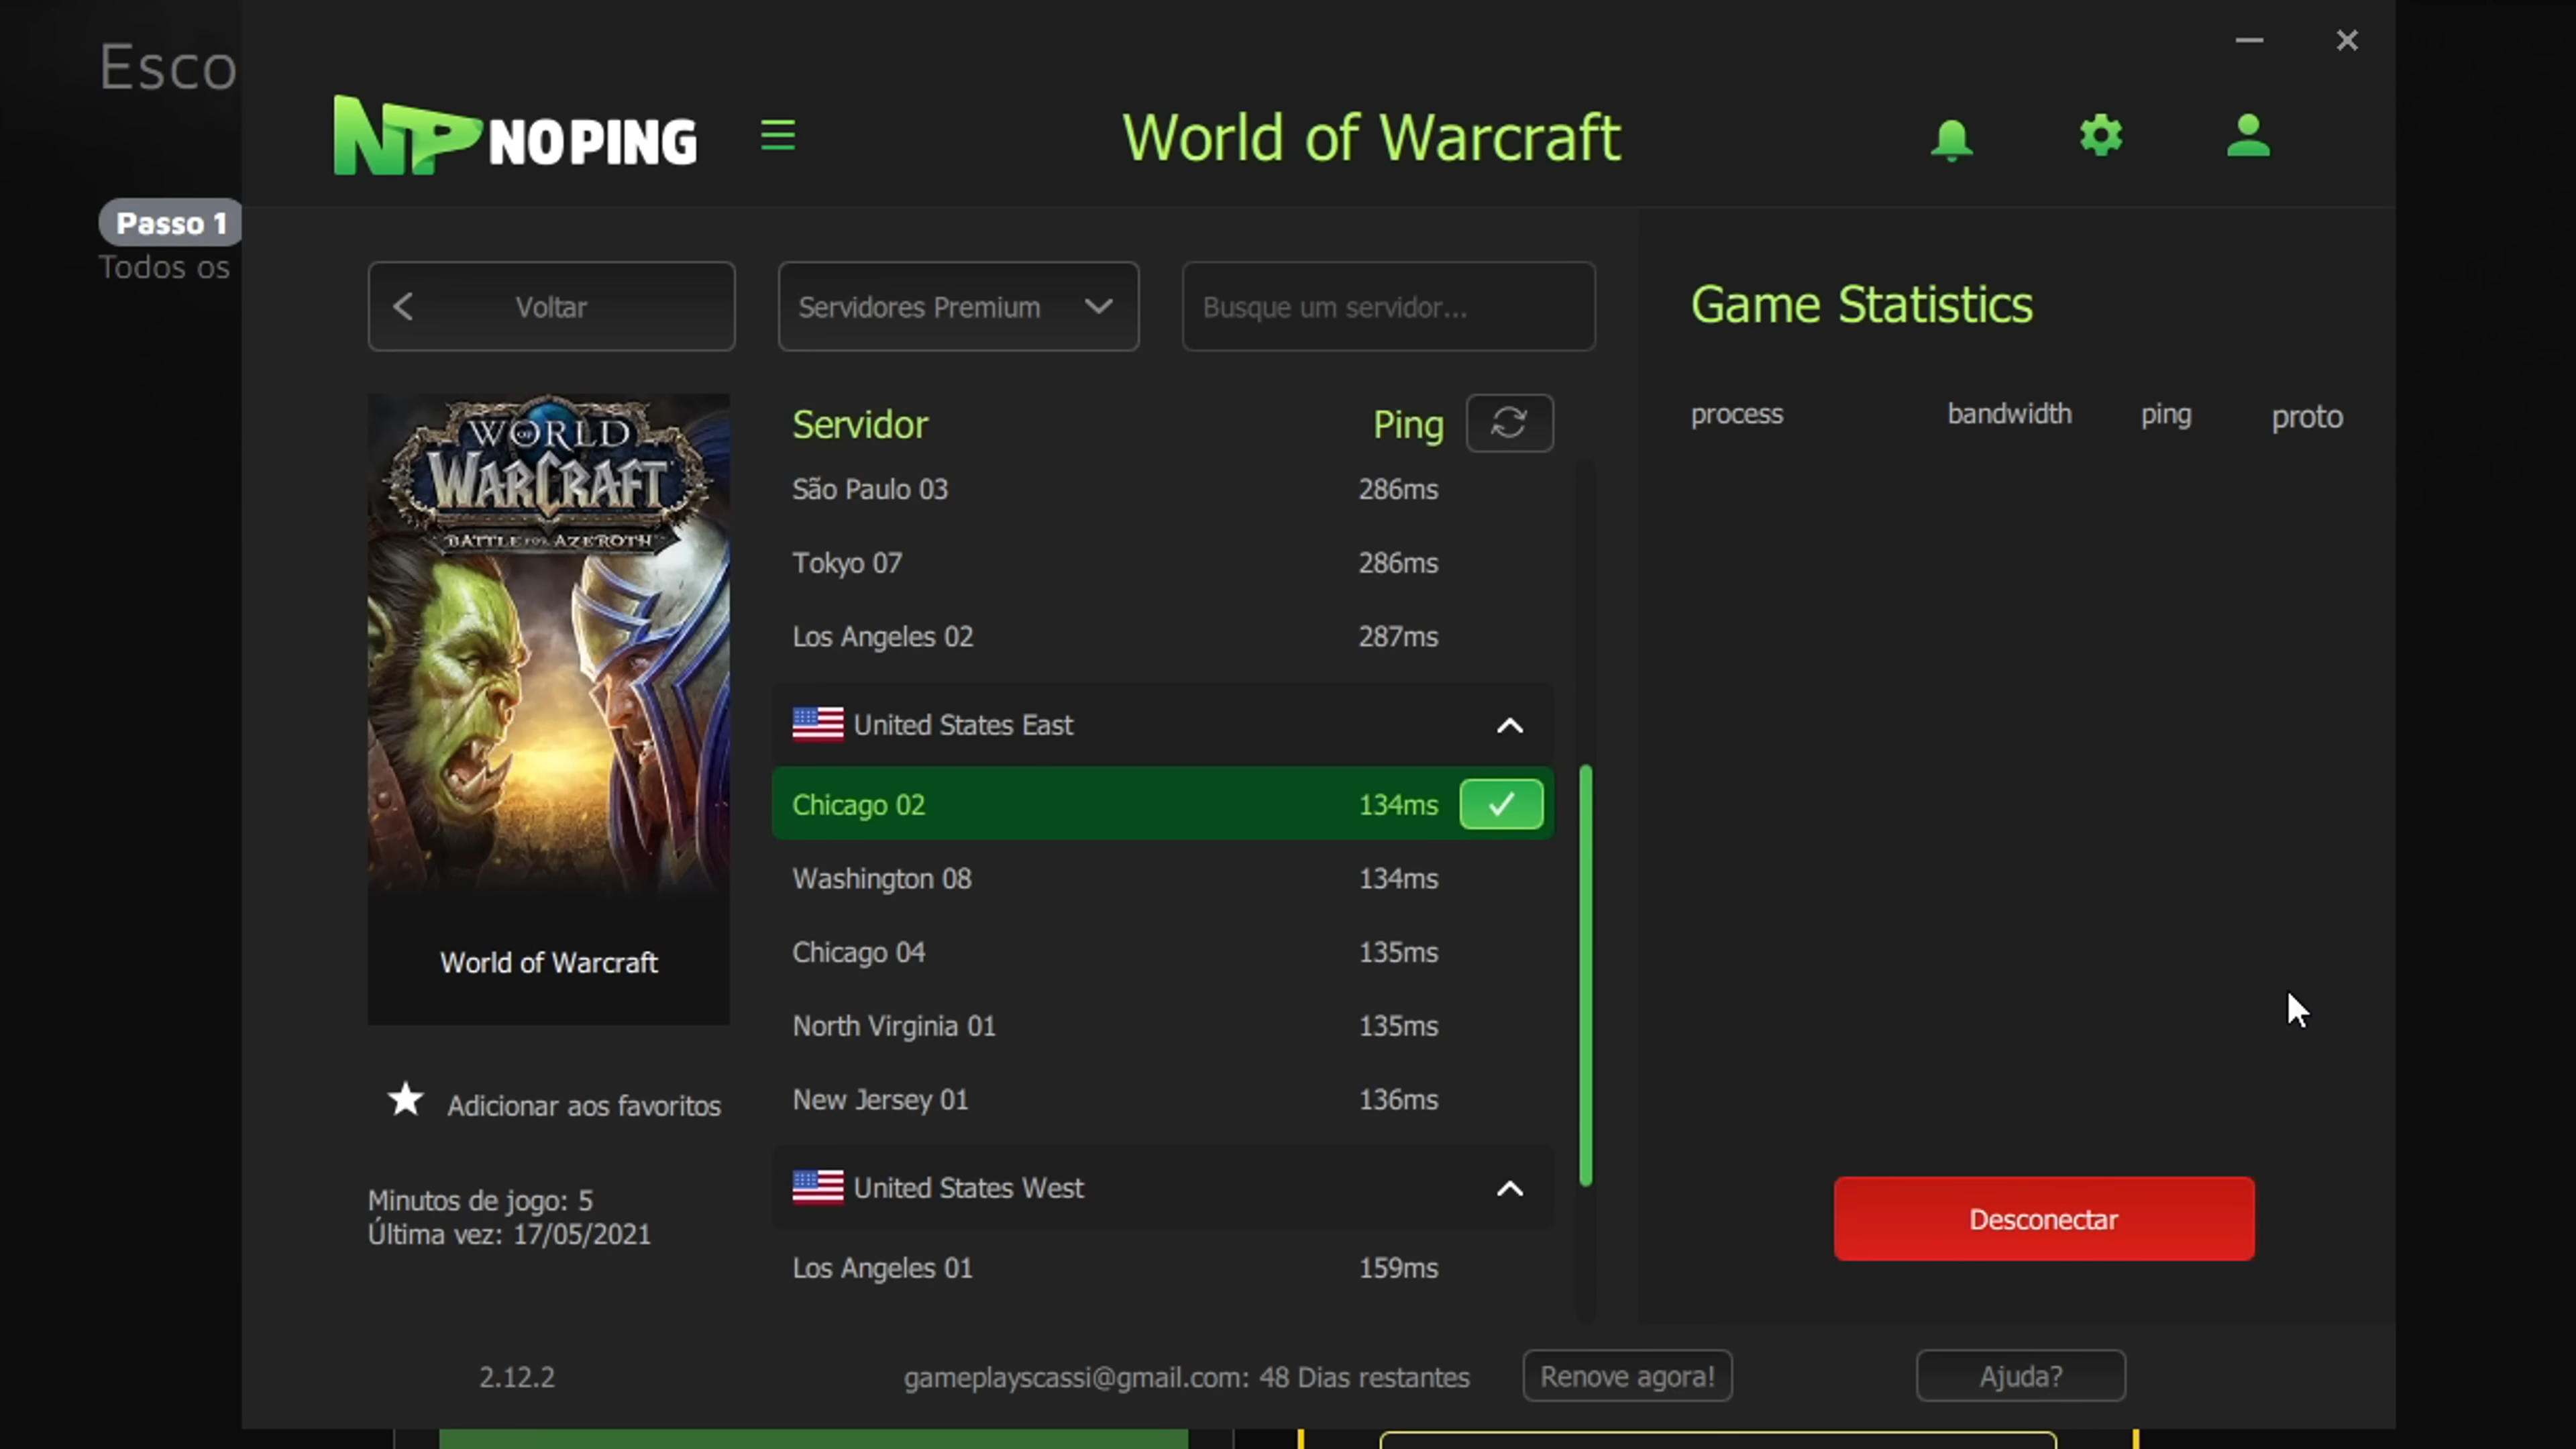 Esco
NP NOPING
World of Warcraft
Passo 1
Todos os
Voltar
Servidores Premium
Busque um servidor...
Game Statistics
process bandwidth ping proto
WORLD
OF
WARCRAFT
BATTLE FOR AZEROTH
World of Warcraft
Adicionar aos favoritos
Minutos de jogo: 5
Última vez: 17/05/2021
Servidor Ping
São Paulo 03 286ms
Tokyo 07 286ms
Los Angeles 02 287ms
United States East
Chicago 02 134ms
Washington 08 134ms
Chicago 04 135ms
North Virginia 01 135ms
New Jersey 01 136ms
United States West
Los Angeles 01 159ms
Desconectar
2.12.2
gameplayscassi@gmail.com: 48 Dias restantes
Renove agora!
Ajuda?